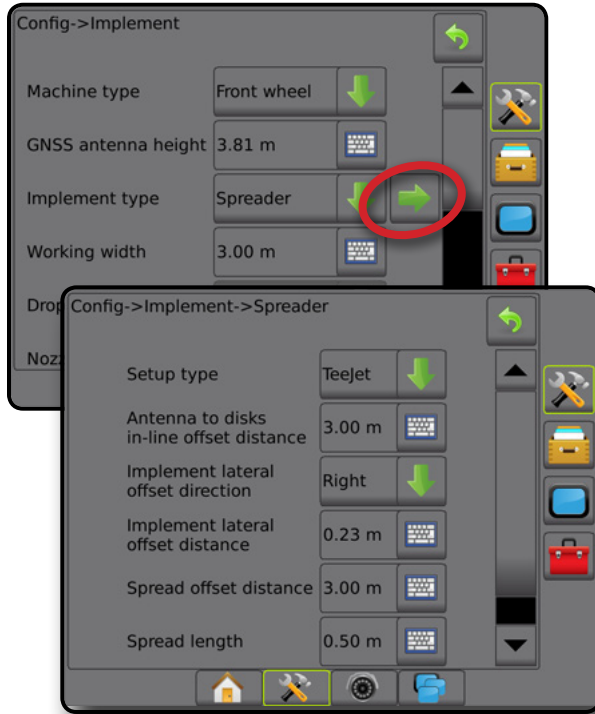 Config->Implement
Machine type Front wheel
GNSS antenna height 3.81 m
Implement type Spreader
Working width 3.00 m
Config->Implement->Spreader
Setup type TeeJet
Antenna to disks
in-line offset distance 3.00 m
Implement lateral
offset direction Right
Implement lateral
offset distance 0.23 m
Spread offset distance 3.00 m
Spread length 0.50 m